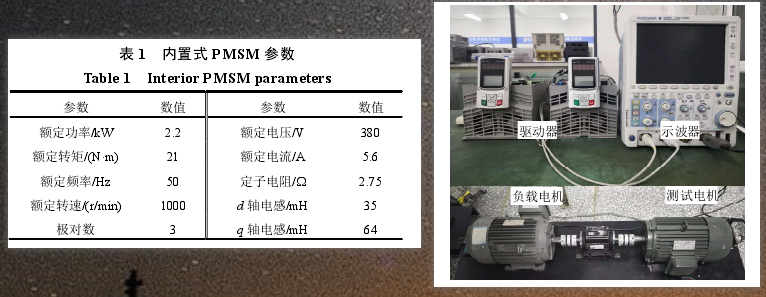 表 1 内置式 PMSM 参数
Table 1 Interior PMSM parameters
参数 数值 参数 数值
额定功率/kW 2.2 额定电压/V 380
额定转矩/(N·m) 21 额定电流/A 5.6
额定频率/Hz 50 定子电阻/Ω 2.75
额定转速/(r/min) 1000 d 轴电感/mH 35
极对数 3 q 轴电感/mH 64
YOKOGAWA
驱动器
示波器
负载电机
测试电机